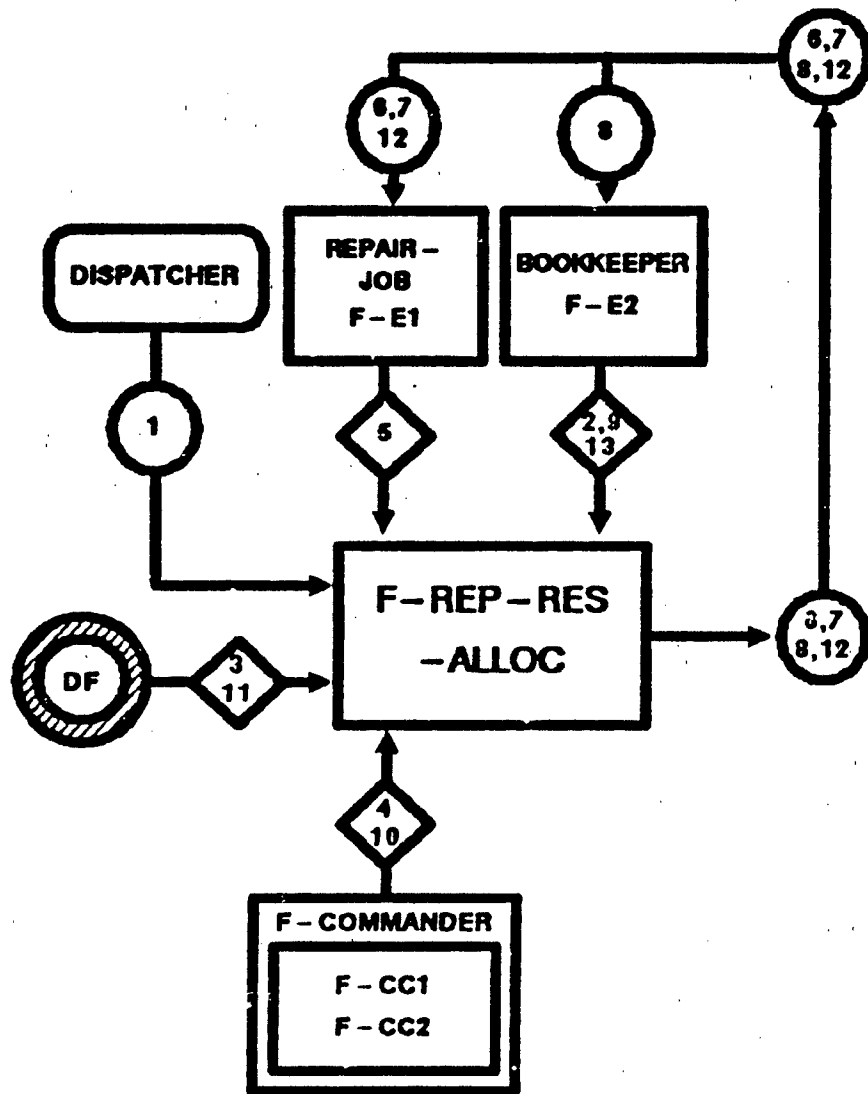 6,7
8,12
6,7
12
8
REPAIR-
JOB
F-E1
BOOKKEEPER
F-E2
DISPATCHER
1
5
2,9
13
F-REP-RES
-ALLOC
DF
3
11
6,7
8,12
4
10
F-COMMANDER
F-CC1
F-CC2